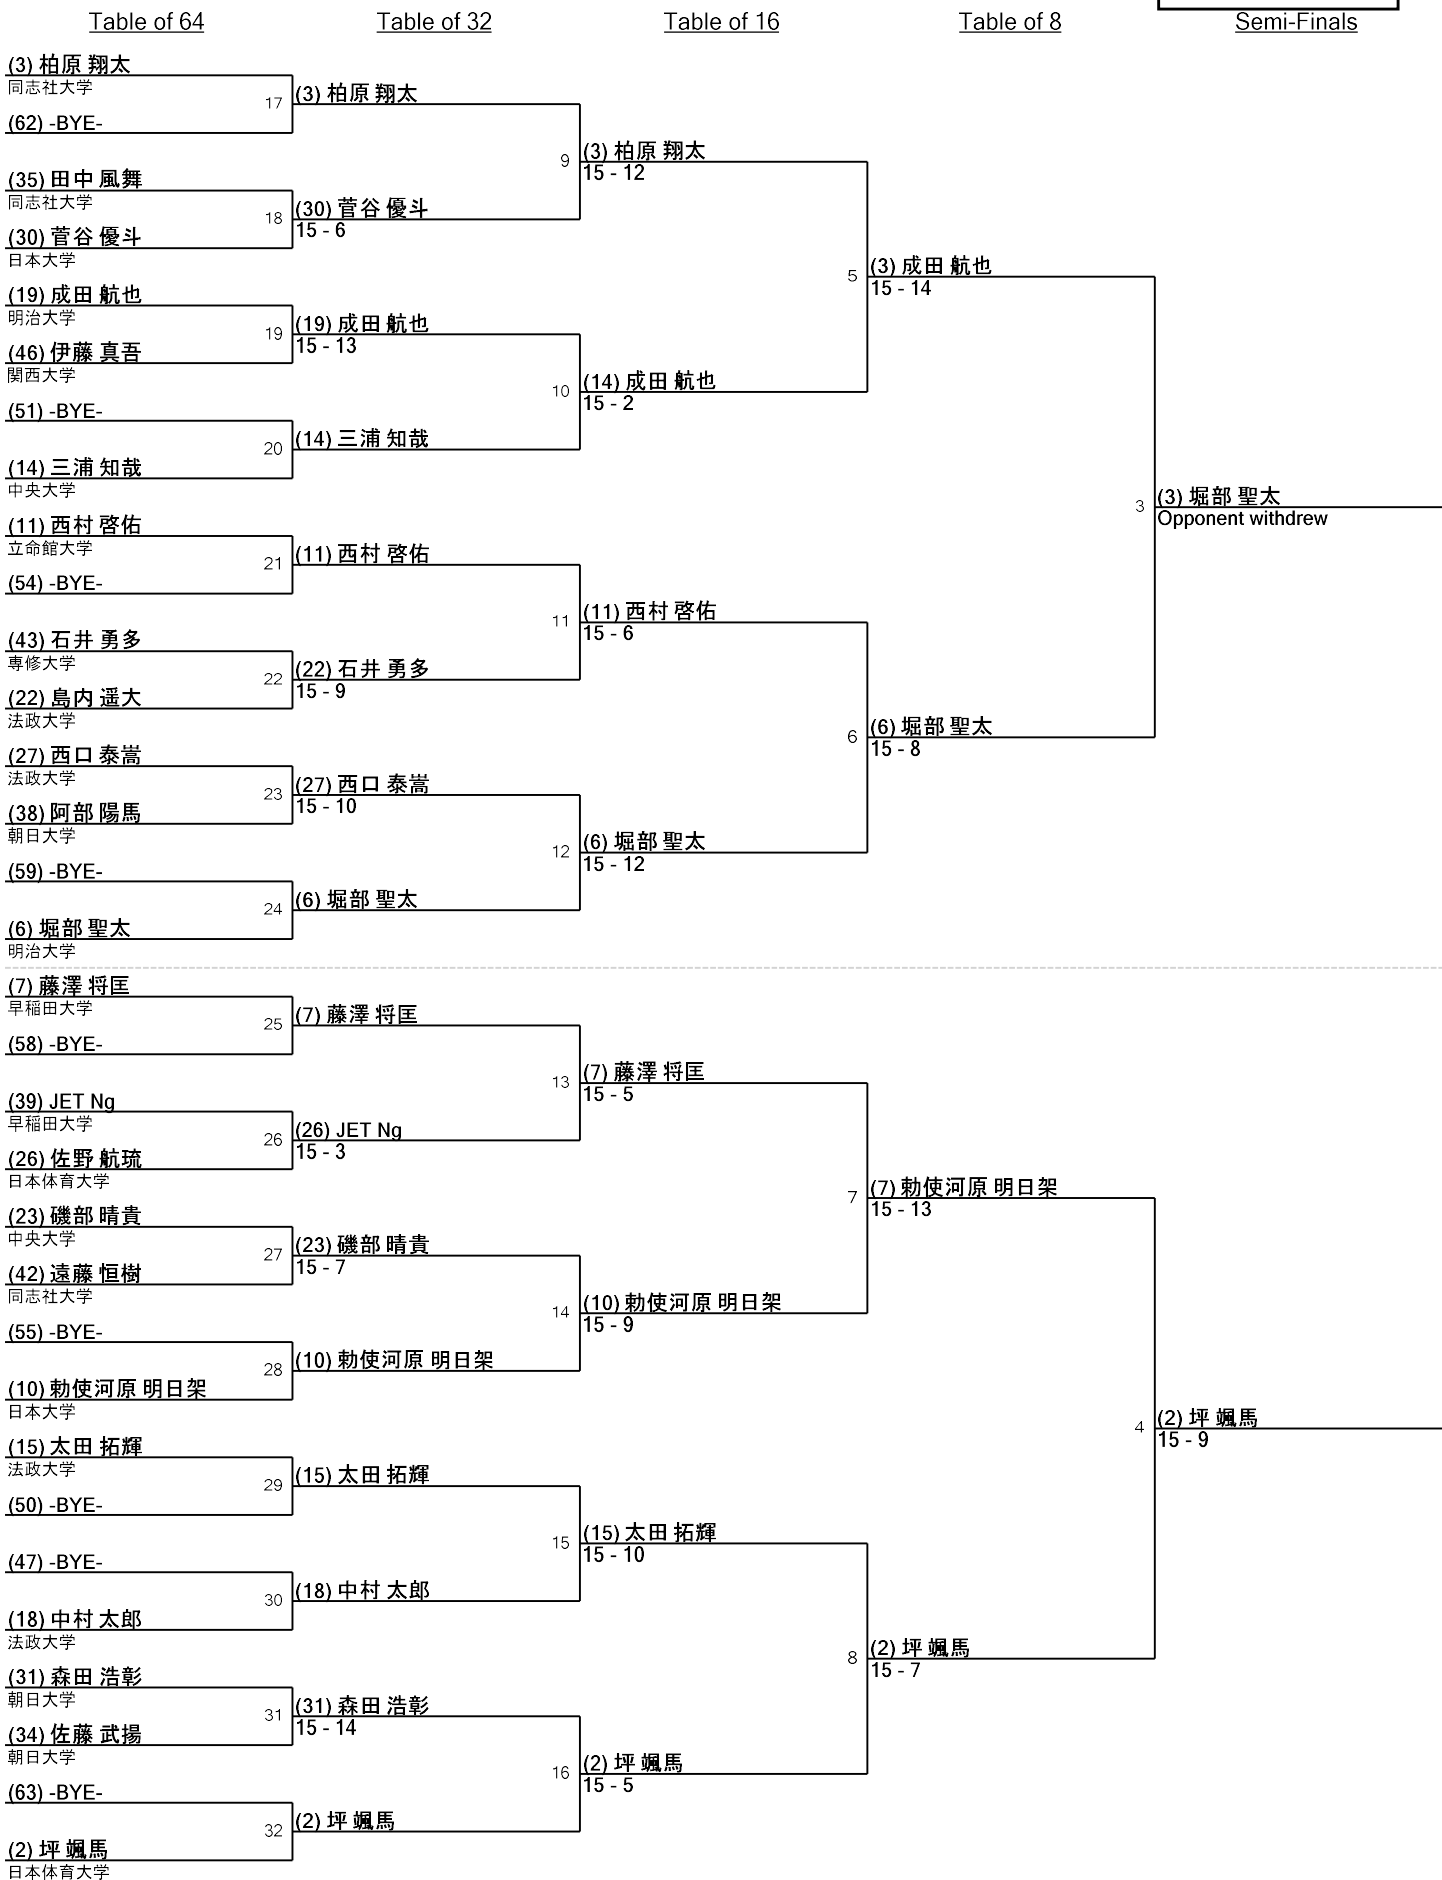 Table of 64
Table of 32
Table of 16
Table of 8
Semi-Finals
(3) 柏原 翔太
同志社大学
(62) -BYE-
(35) 田中 風舞
同志社大学
(30) 菅谷 優斗
日本大学
(19) 成田 航也
明治大学
(46) 伊藤 真吾
関西大学
(51) -BYE-
(14) 三浦 知哉
中央大学
(11) 西村 啓佑
立命館大学
(54) -BYE-
(43) 石井 勇多
専修大学
(22) 島内 遥大
法政大学
(27) 西口 泰嵩
法政大学
(38) 阿部 陽馬
朝日大学
(59) -BYE-
(6) 堀部 聖太
明治大学
(7) 藤澤 将匡
早稲田大学
(58) -BYE-
(39) JET Ng
早稲田大学
(26) 佐野 航琉
日本体育大学
(23) 磯部 晴貴
中央大学
(42) 遠藤 恒樹
同志社大学
(55) -BYE-
(10) 勅使河原 明日架
日本大学
(15) 太田 拓輝
法政大学
(50) -BYE-
(47) -BYE-
(18) 中村 太郎
法政大学
(31) 森田 浩彰
朝日大学
(34) 佐藤 武揚
朝日大学
(63) -BYE-
(2) 坪 颯馬
日本体育大学
17
(3) 柏原 翔太
18
(30) 菅谷 優斗
15 - 6
19
(19) 成田 航也
15 - 13
20
(14) 三浦 知哉
21
(11) 西村 啓佑
22
(22) 石井 勇多
15 - 9
23
(27) 西口 泰嵩
15 - 10
24
(6) 堀部 聖太
25
(7) 藤澤 将匡
26
(26) JET Ng
15 - 3
27
(23) 磯部 晴貴
15 - 7
28
(10) 勅使河原 明日架
29
(15) 太田 拓輝
30
(18) 中村 太郎
31
(31) 森田 浩彰
15 - 14
32
(2) 坪 颯馬
9
(3) 柏原 翔太
15 - 12
10
(14) 成田 航也
15 - 2
11
(11) 西村 啓佑
15 - 6
12
(6) 堀部 聖太
15 - 12
13
(7) 藤澤 将匡
15 - 5
14
(10) 勅使河原 明日架
15 - 9
15
(15) 太田 拓輝
15 - 10
16
(2) 坪 颯馬
15 - 5
5
(3) 成田 航也
15 - 14
6
(6) 堀部 聖太
15 - 8
7
(7) 勅使河原 明日架
15 - 13
8
(2) 坪 颯馬
15 - 7
3
(3) 堀部 聖太
Opponent withdrew
4
(2) 坪 颯馬
15 - 9